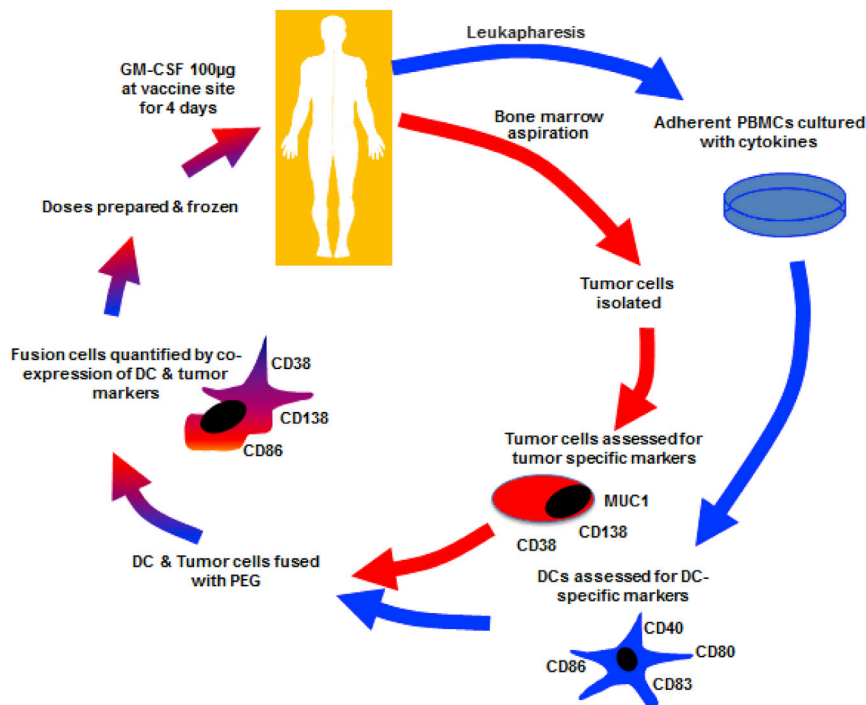 Leukapharesis
GM-CSF 100µg
at vaccine site
for 4 days
Bone marrow
aspiration
Adherent PBMCs cultured
with cytokines
Doses prepared & frozen
Tumor cells
isolated
Fusion cells quantified by co-
expression of DC & tumor
markers
CD38
CD138
CD86
Tumor cells assessed for
tumor specific markers
MUC1
CD138
CD38
DC & Tumor cells fused
with PEG
DCs assessed for DC-
specific markers
CD40
CD80
CD86
CD83